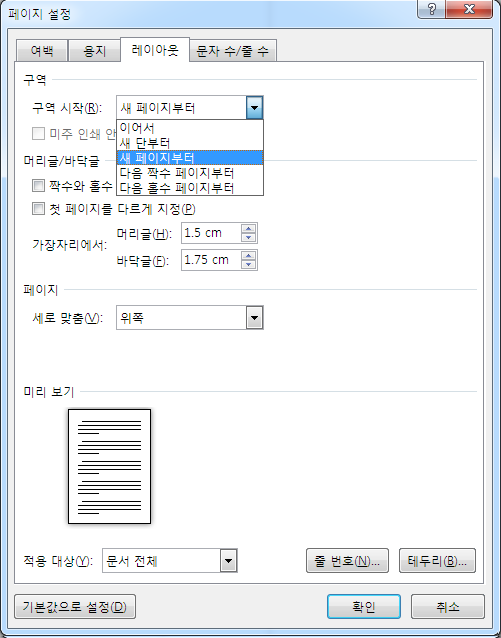 페이지 설정
여백 용지 레이아웃 문자 수/줄 수
구역
구역 시작(R): 새 페이지부터
이어서
미주 인쇄 안
새 단부터
새 페이지부터
머리글/바닥글
다음 짝수 페이지부터
짝수와 홀수
다음 홀수 페이지부터
첫 페이지를 다르게 지정(P)
가장자리에서: 머리글(H): 1.5 cm
바닥글(F): 1.75 cm
페이지
세로 맞춤(V): 위쪽
미리 보기
적용 대상(Y): 문서 전체 줄 번호(N)... 테두리(B)...
기본값으로 설정(D) 확인 취소